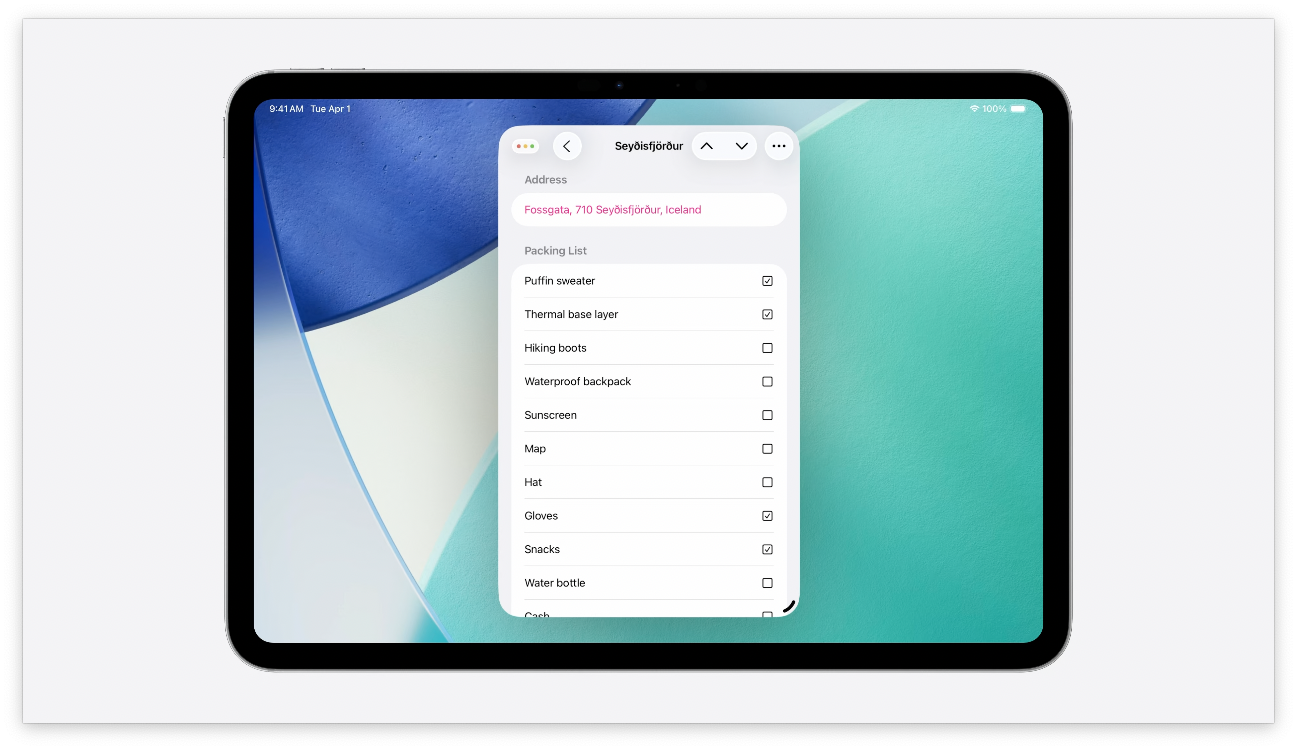 9:41 AM Tue Apr 1
100%
Seyðisfjörður
Address
Fossgata, 710 Seyðisfjörður, Iceland
Packing List
Puffin sweater
Thermal base layer
Hiking boots
Waterproof backpack
Sunscreen
Map
Hat
Gloves
Snacks
Water bottle
Cash